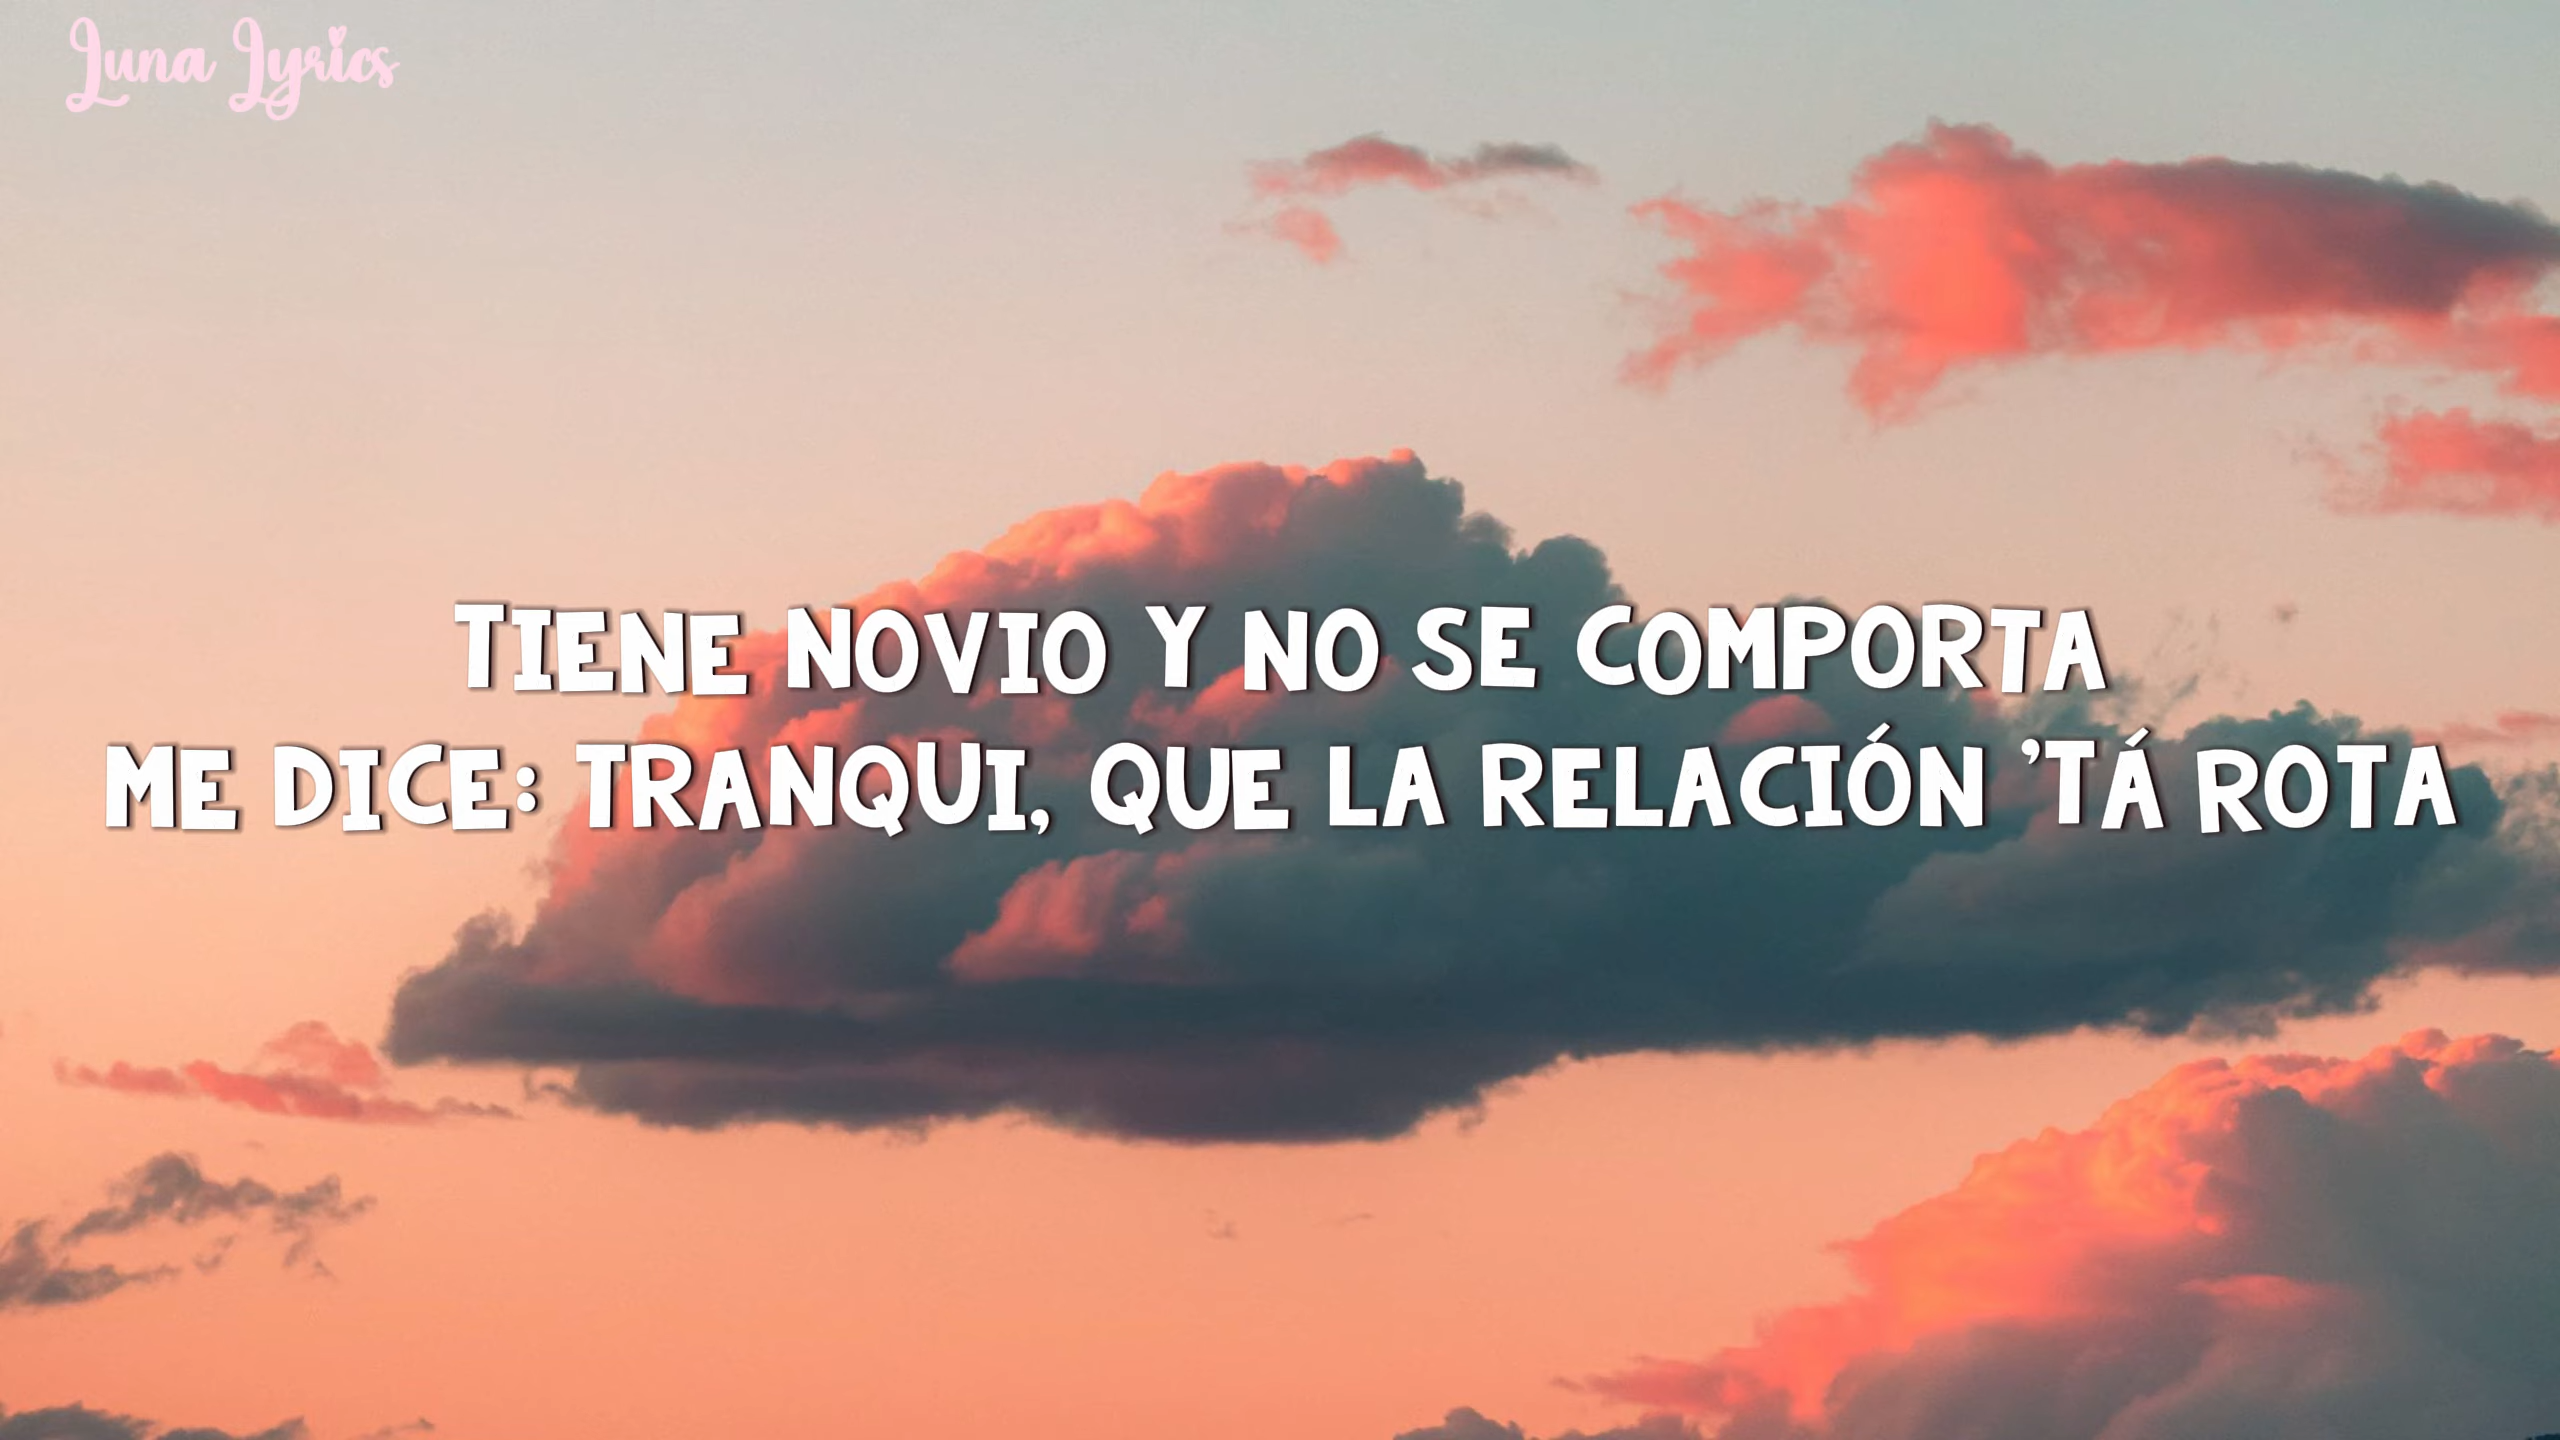 Luna Lyrics
TIENE NOVIO Y NO SE COMPORTA
ME DICE: TRANQUI, QUE LA RELACIÓN 'TÁ ROTA